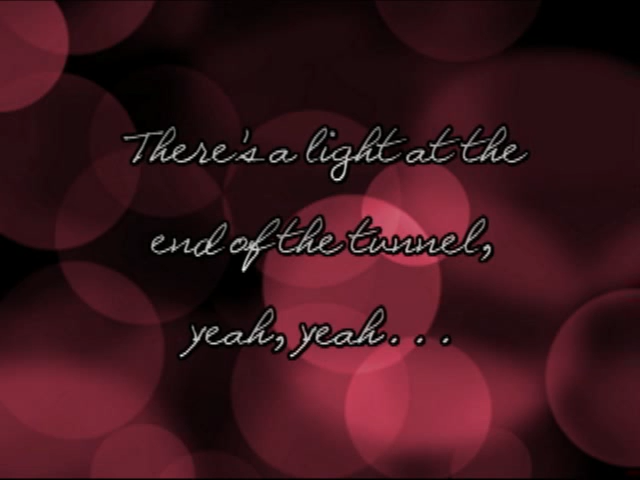 There's a light at the
end of the tunnel,
yeah, yeah . . .